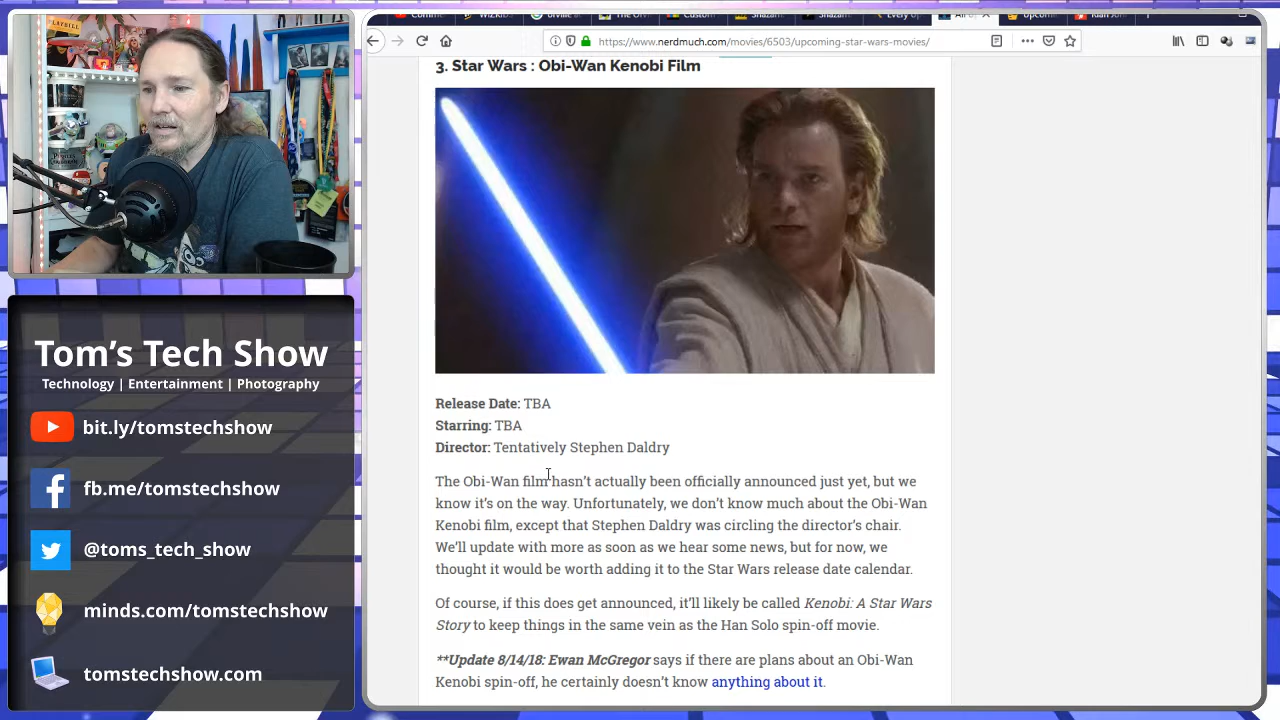 https://www.nerdmuch.com/movies/6503/upcoming-star-wars-movies/
3. Star Wars : Obi-Wan Kenobi Film
Release Date: TBA
Starring: TBA
Director: Tentatively Stephen Daldry
The Obi-Wan film hasn't actually been officially announced just yet, but we
know it's on the way. Unfortunately, we don't know much about the Obi-Wan
Kenobi film, except that Stephen Daldry was circling the director's chair.
We'll update with more as soon as we hear some news, but for now, we
thought it would be worth adding it to the Star Wars release date calendar.
Of course, if this does get announced, it'll likely be called Kenobi: A Star Wars
Story to keep things in the same vein as the Han Solo spin-off movie.
**Update 8/14/18: Ewan McGregor says if there are plans about an Obi-Wan
Kenobi spin-off, he certainly doesn't know anything about it.
PLAYBILL
Tom's Tech Show
Technology | Entertainment | Photography
bit.ly/tomstechshow
fb.me/tomstechshow
@toms_tech_show
minds.com/tomstechshow
tomstechshow.com